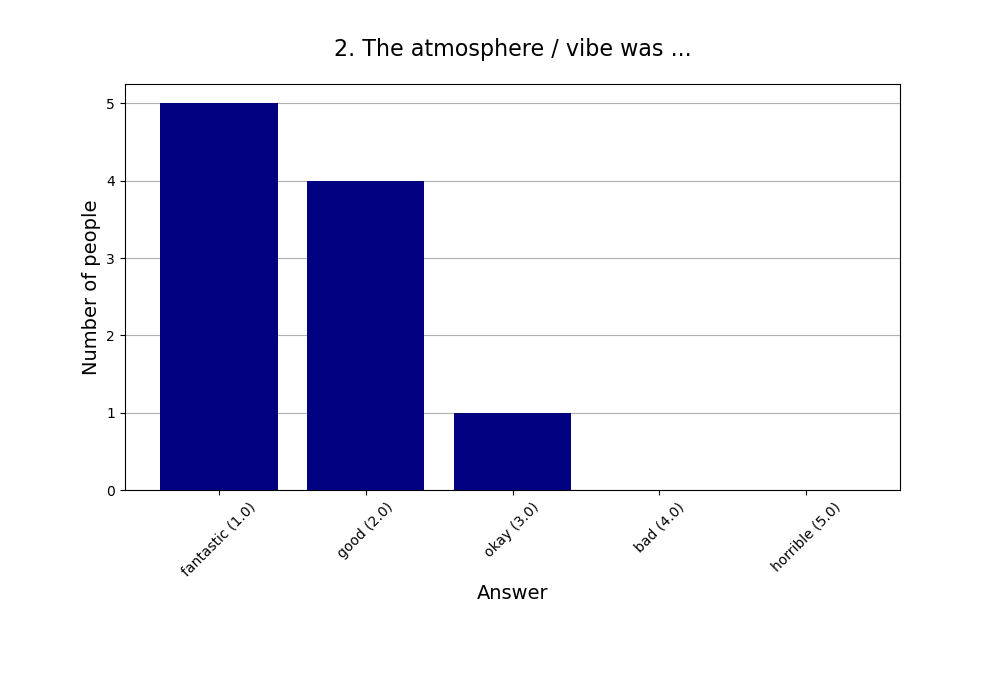 2. The atmosphere / vibe was ...
5
4
3
2
1
0
Number of people
fantastic (1.0)
good (2.0)
okay (3.0)
bad (4.0)
horrible (5.0)
Answer